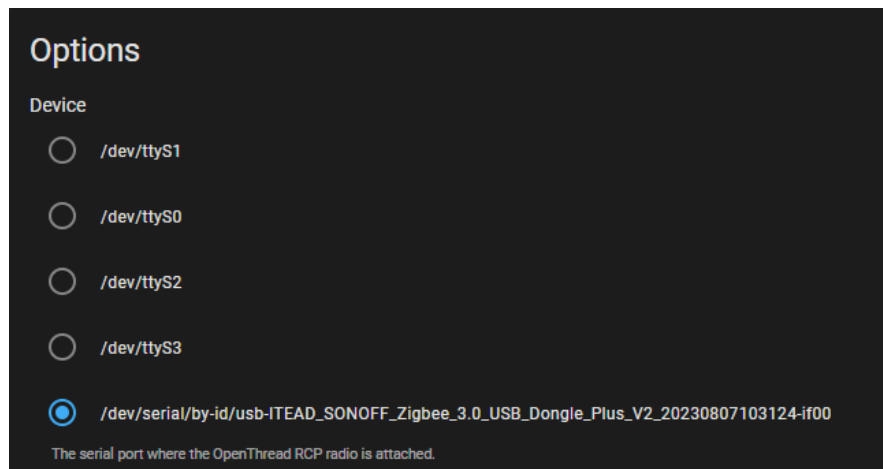 Options
Device
/dev/ttyS1
/dev/ttyS0
/dev/ttyS2
/dev/ttyS3
/dev/serial/by-id/usb-ITEAD_SONOFF_Zigbee_3.0_USB_Dongle_Plus_V2_20230807103124-if00
The serial port where the OpenThread RCP radio is attached.